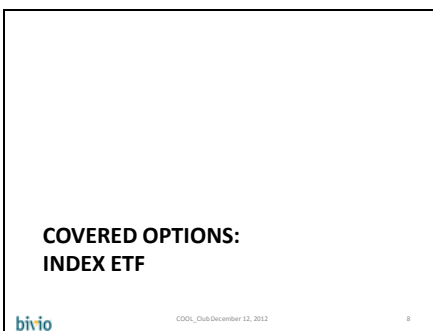 COVERED OPTIONS:
INDEX ETF
bivio
COOL_Club December 12, 2012
8